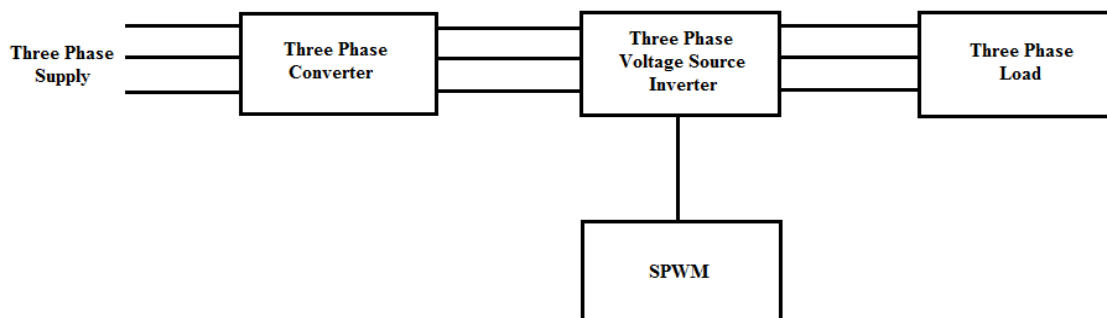 Three Phase
Supply
Three Phase
Converter
Three Phase
Voltage Source
Inverter
Three Phase
Load
SPWM